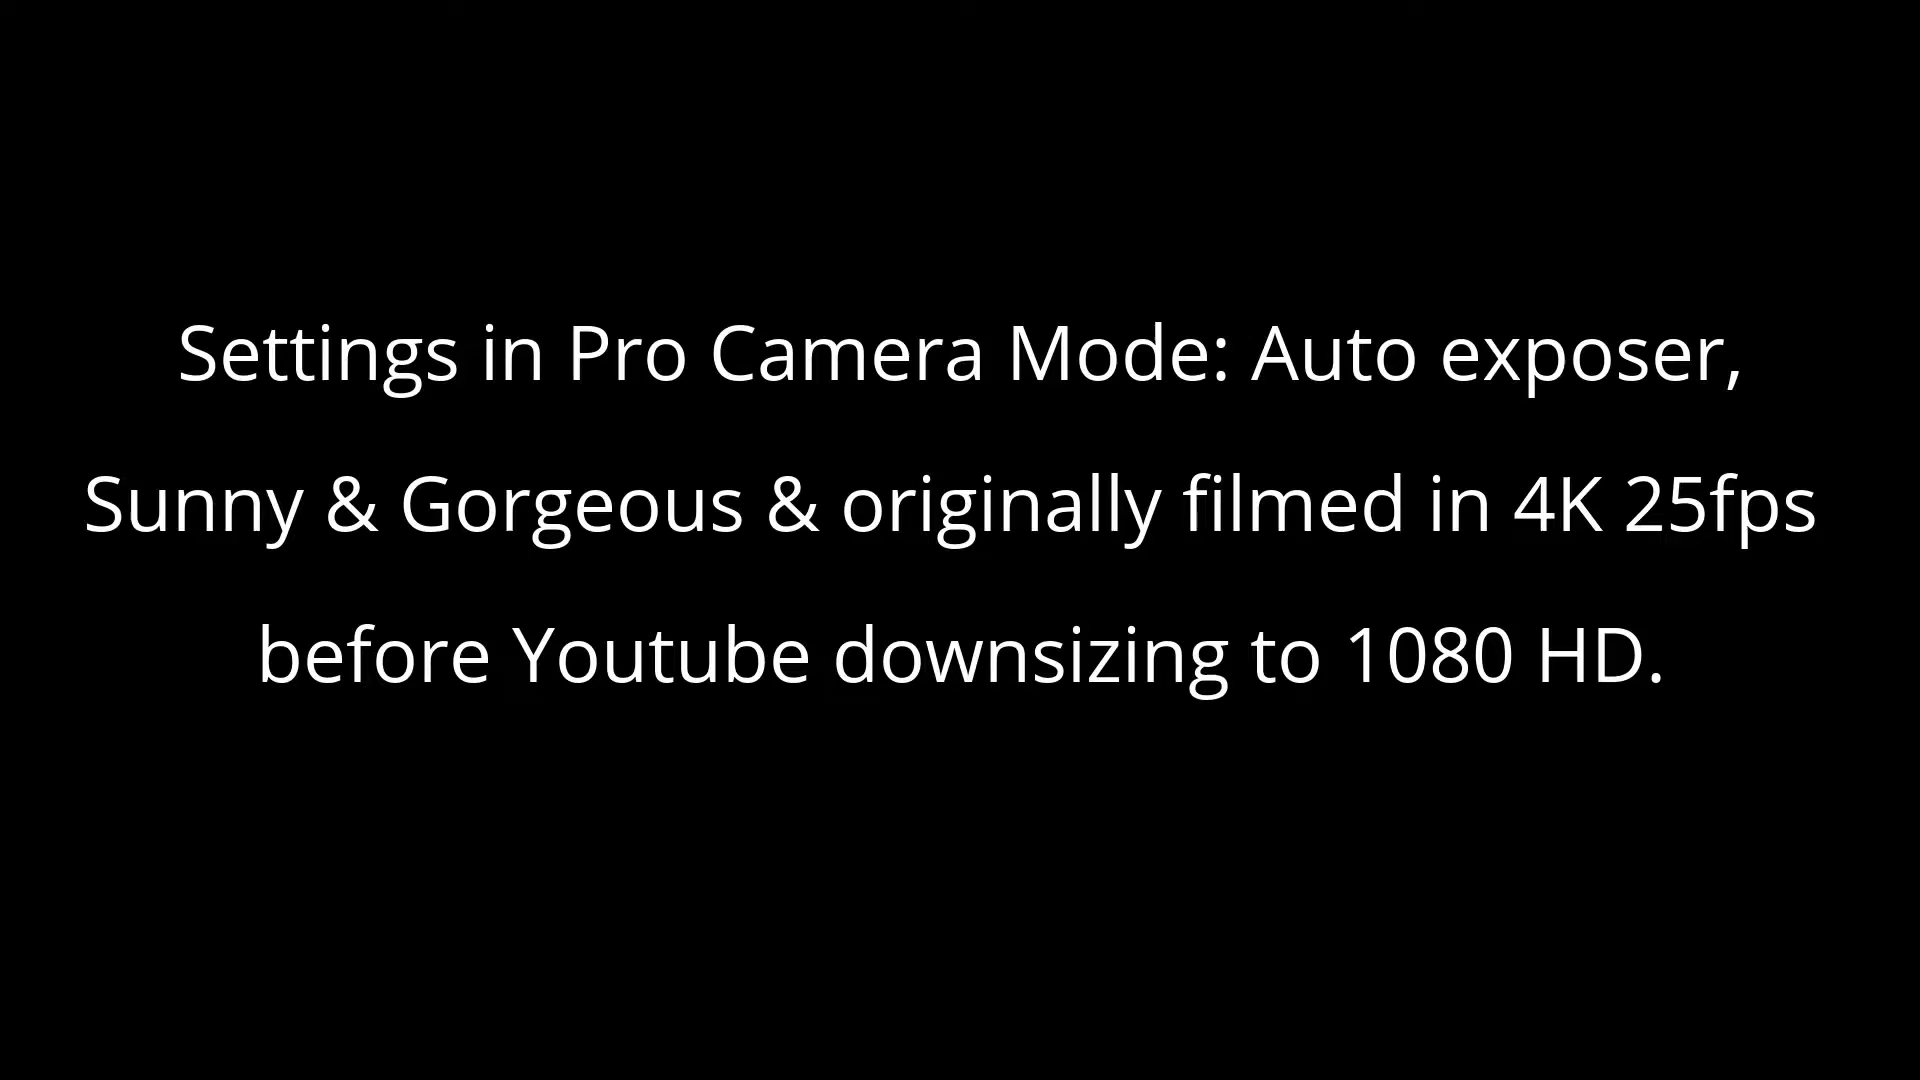 Settings in Pro Camera Mode: Auto exposer,
Sunny & Gorgeous & originally filmed in 4K 25fps
before Youtube downsizing to 1080 HD.